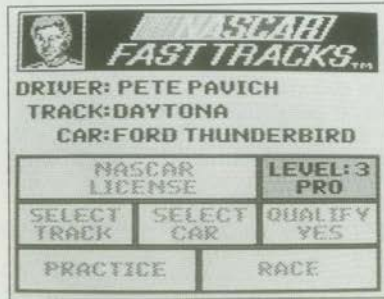 NASCAR
FAST TRACKS™
DRIVER: PETE PAVICH
TRACK:DAYTONA
CAR:FORD THUNDERBIRD
NASCAR
LICENSE
LEVEL:3
PRO
SELECT
TRACK
SELECT
CAR
QUALIFY
YES
PRACTICE
RACE